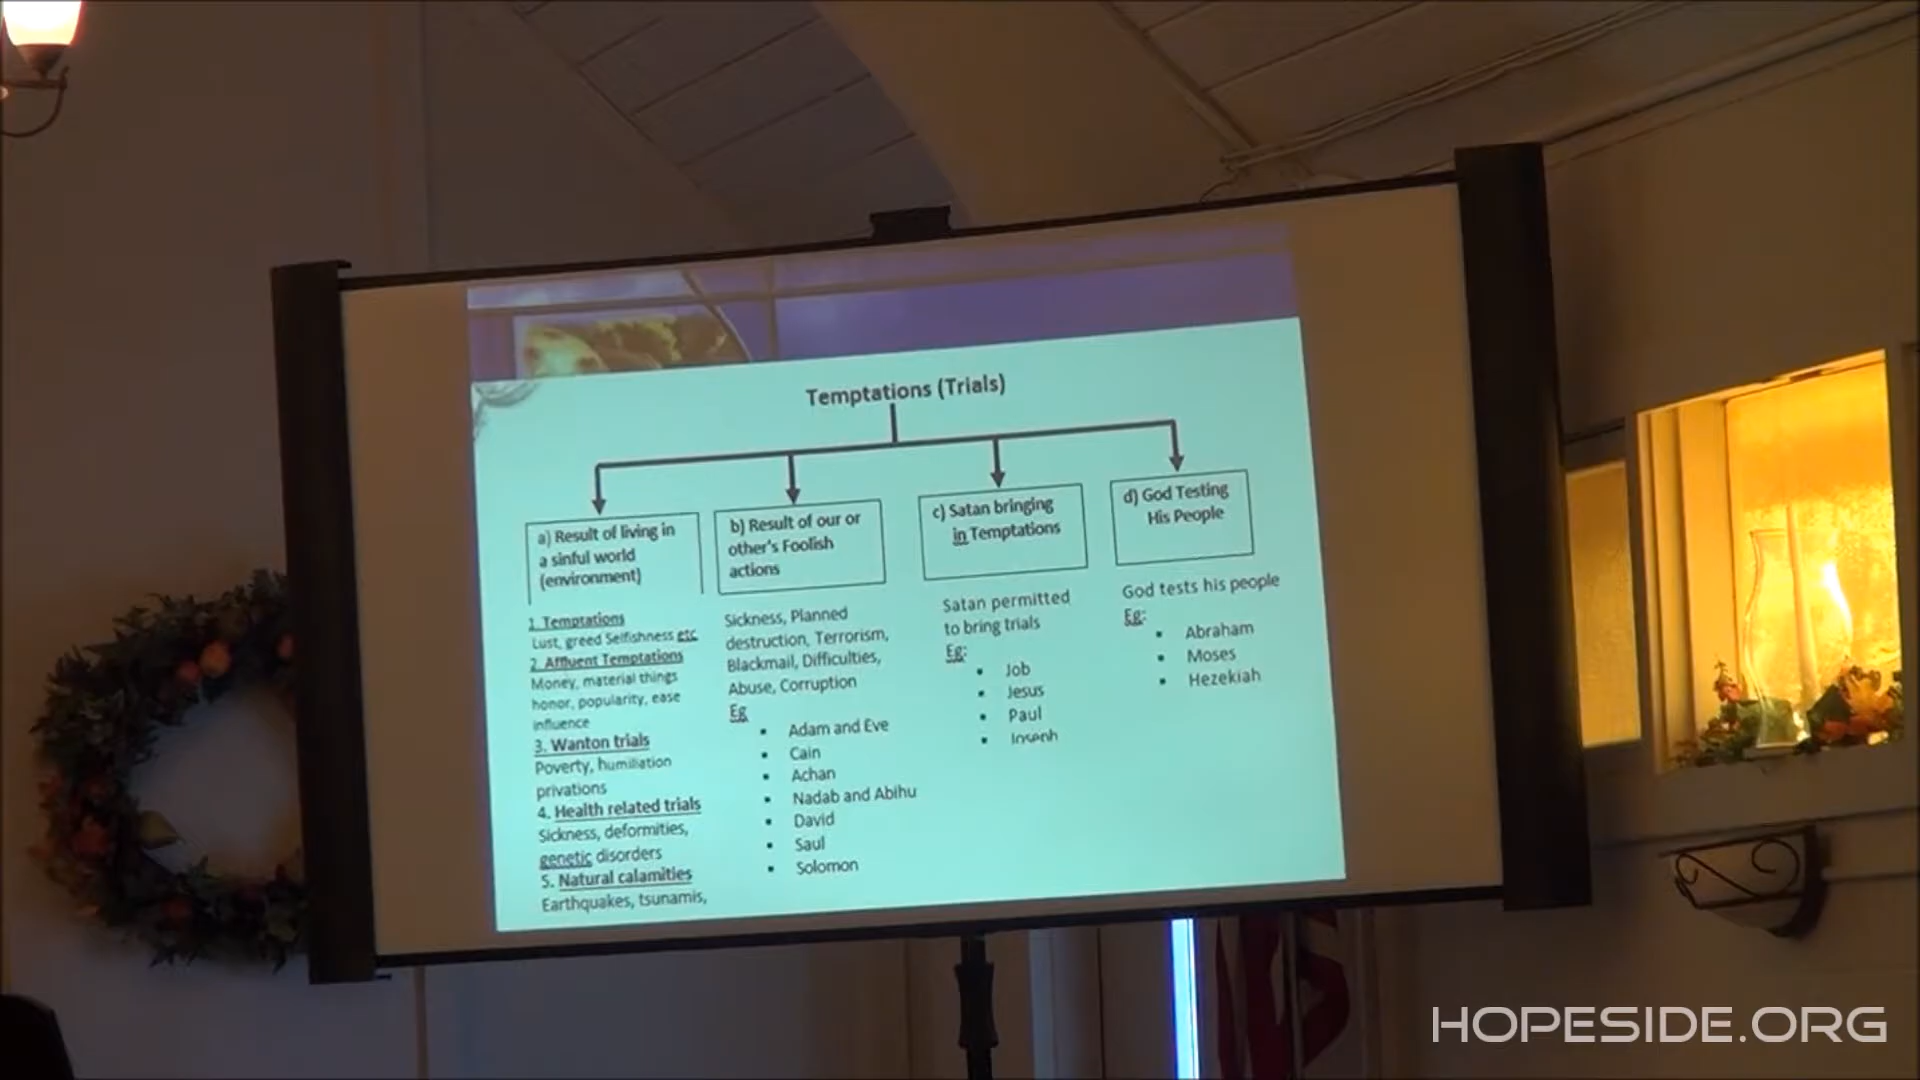 Temptations (Trials)
a) Result of living in
a sinful world
(environment)
1. Temptations
Lust, greed Selfishness etc
2. Affluent Temptations
Money, material things
honor, popularity, ease
influence
3. Wanton trials
Poverty, humiliation
privations
4. Health related trials
Sickness, deformities,
genetic disorders
5. Natural calamities
Earthquakes, tsunamis,
b) Result of our or
other's Foolish
actions
Sickness, Planned
destruction, Terrorism,
Blackmail, Difficulties,
Abuse, Corruption
Eg
• Adam and Eve
• Cain
• Achan
• Nadab and Abihu
• David
• Saul
• Solomon
c) Satan bringing
in Temptations
Satan permitted
to bring trials
Eg:
• Job
• Jesus
• Paul
• Joseph
d) God Testing
His People
God tests his people
Eg:
• Abraham
• Moses
• Hezekiah
HOPESIDE.ORG